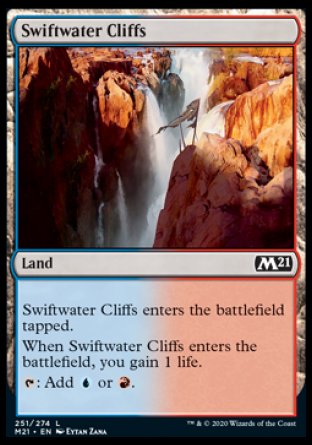 Swiftwater Cliffs
Land
M21
Swiftwater Cliffs enters the battlefield
tapped.
When Swiftwater Cliffs enters the
battlefield, you gain 1 life.
: Add or .
251/274 L
M21 • EN Eytan Zana
™ & © 2020 Wizards of the Coast